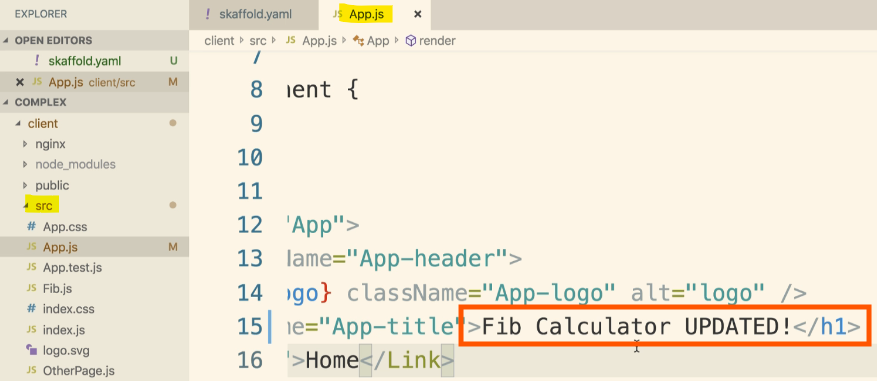 EXPLORER
OPEN EDITORS
! skaffold.yaml U
× JS App.js client/src M
COMPLEX
client
nginx
node_modules
public
src
# App.css
JS App.js M
JS App.test.js
JS Fib.js
# index.css
JS index.js
logo.svg
JS OtherPage.js
! skaffold.yaml
JS App.js ×
client src JS App.js App render
7
8 nent {
9
10
11
12 "App">
13 Name="App-header">
14 ogo} className="App-logo" alt="logo" />
15 ne="App-title">Fib Calculator UPDATED!</h1>
16 ">Home</Link>